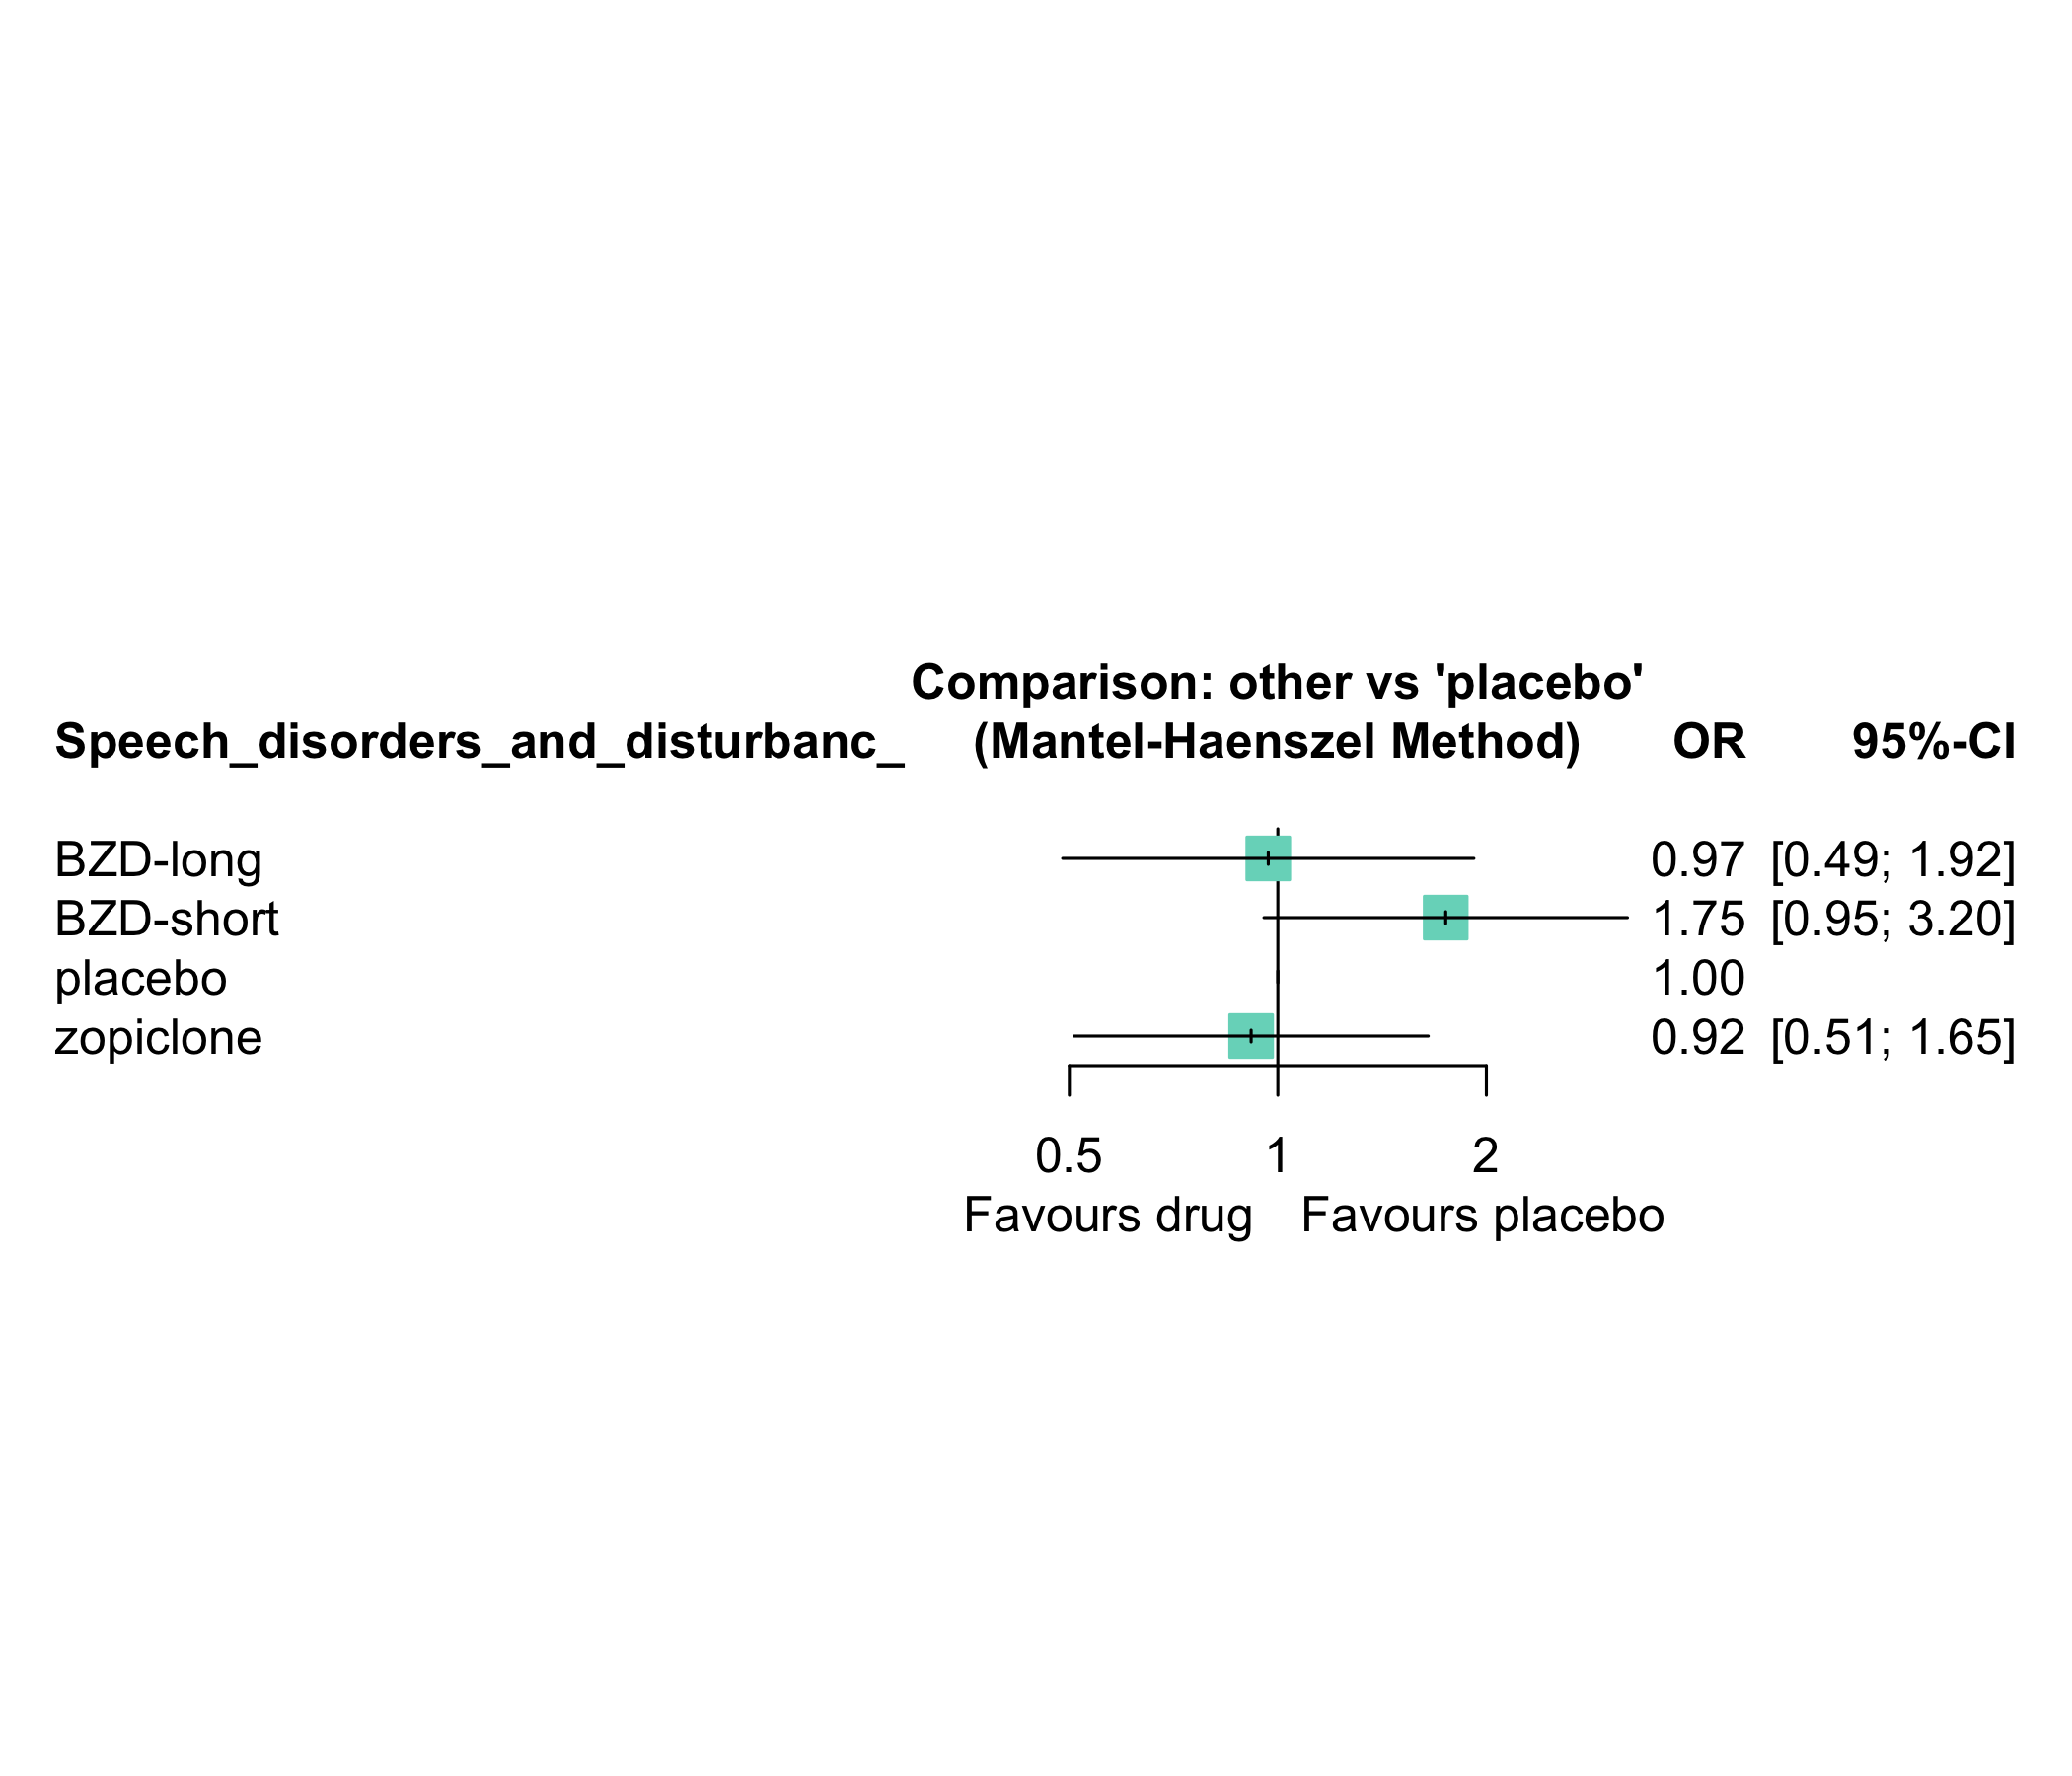 Comparison: other vs 'placebo'
Speech_disorders_and_disturbanc_ (Mantel-Haenszel Method) OR 95%-CI
BZD-long 0.97 [0.49; 1.92]
BZD-short 1.75 [0.95; 3.20]
placebo 1.00
zopiclone 0.92 [0.51; 1.65]
0.5 1 2
Favours drug Favours placebo